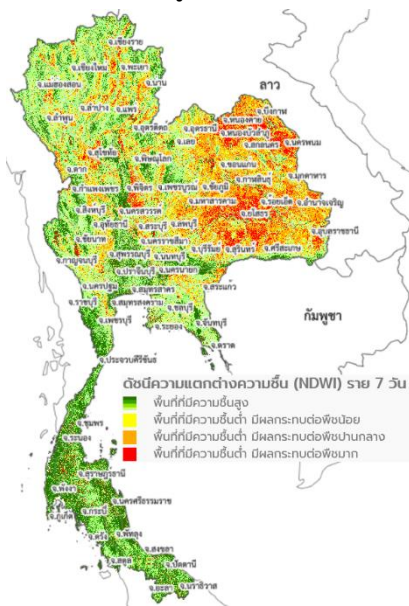 จ.เชียงราย
จ.พะเยา
จ.เชียงใหม่
จ.น่าน
จ.แม่ฮ่องสอน
จ.ลำปาง
จ.แพร่
จ.ลำพูน
ลาว
จ.บึงกาฬ
จ.อุตรดิตถ์
จ.อุดรธานี
จ.หนองคาย
จ.หนองบัวลำภู
จ.นครพนม
จ.เลย
จ.สกลนคร
จ.สุโขทัย
จ.พิษณุโลก
จ.ตาก
จ.ขอนแก่น
จ.มุกดาหาร
จ.กาฬสินธุ์
จ.กำแพงเพชร
จ.พิจิตร
จ.เพชรบูรณ์
จ.ชัยภูมิ
จ.มหาสารคาม
จ.ร้อยเอ็ด
จ.อำนาจเจริญ
จ.ยโสธร
จ.สิงห์บุรี
จ.นครสวรรค์
จ.อุทัยธานี
จ.สระบุรี
จ.ลพบุรี
จ.อุบลราชธานี
จ.ชัยนาท
จ.นครราชสีมา
จ.บุรีรัมย์
จ.สุรินทร์
จ.ศรีสะเกษ
จ.สุพรรณบุรี
จ.นนทบุรี
จ.กาญจนบุรี
จ.ปราจีนบุรี
จ.นครนายก
จ.สระแก้ว
จ.นครปฐม
จ.สมุทรสาคร
จ.ราชบุรี
จ.สมุทรสงคราม
จ.ชลบุรี
กัมพูชา
จ.เพชรบุรี
จ.ระยอง
จ.จันทบุรี
จ.ตราด
จ.ประจวบคีรีขันธ์
ดัชนีความแตกต่างความชื้น (NDWI) ราย 7 วัน
พื้นที่ที่มีความชื้นสูง
พื้นที่ที่มีความชื้นต่ำ มีผลกระทบต่อพืชน้อย
พื้นที่ที่มีความชื้นต่ำ มีผลกระทบต่อพืชปานกลาง
พื้นที่ที่มีความชื้นต่ำ มีผลกระทบต่อพืชมาก
จ.ชุมพร
จ.ระนอง
จ.สุราษฎร์ธานี
จ.พังงา
จ.นครศรีธรรมราช
จ.กระบี่
จ.ภูเก็ต
จ.ตรัง
จ.พัทลุง
จ.สงขลา
จ.สตูล
จ.ปัตตานี
จ.ยะลา
จ.นราธิวาส